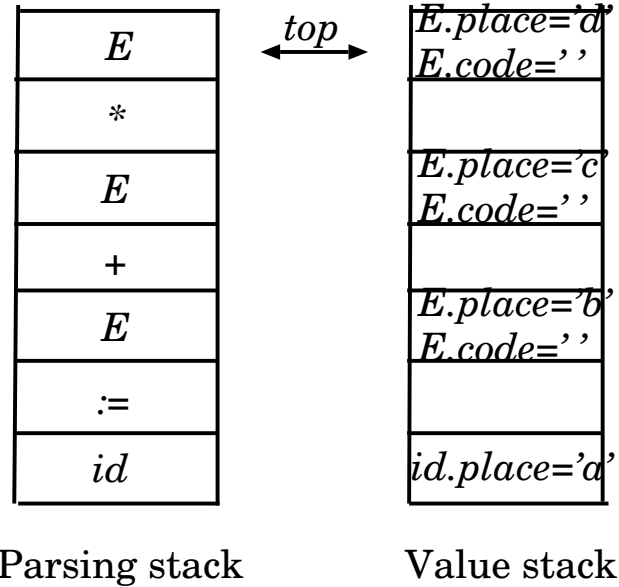 E
top
E.place='d'
E.code=' '
*
E
E.place='c'
E.code=' '
+
E
E.place='b'
E.code=' '
:=
id
id.place='a'
Parsing stack
Value stack